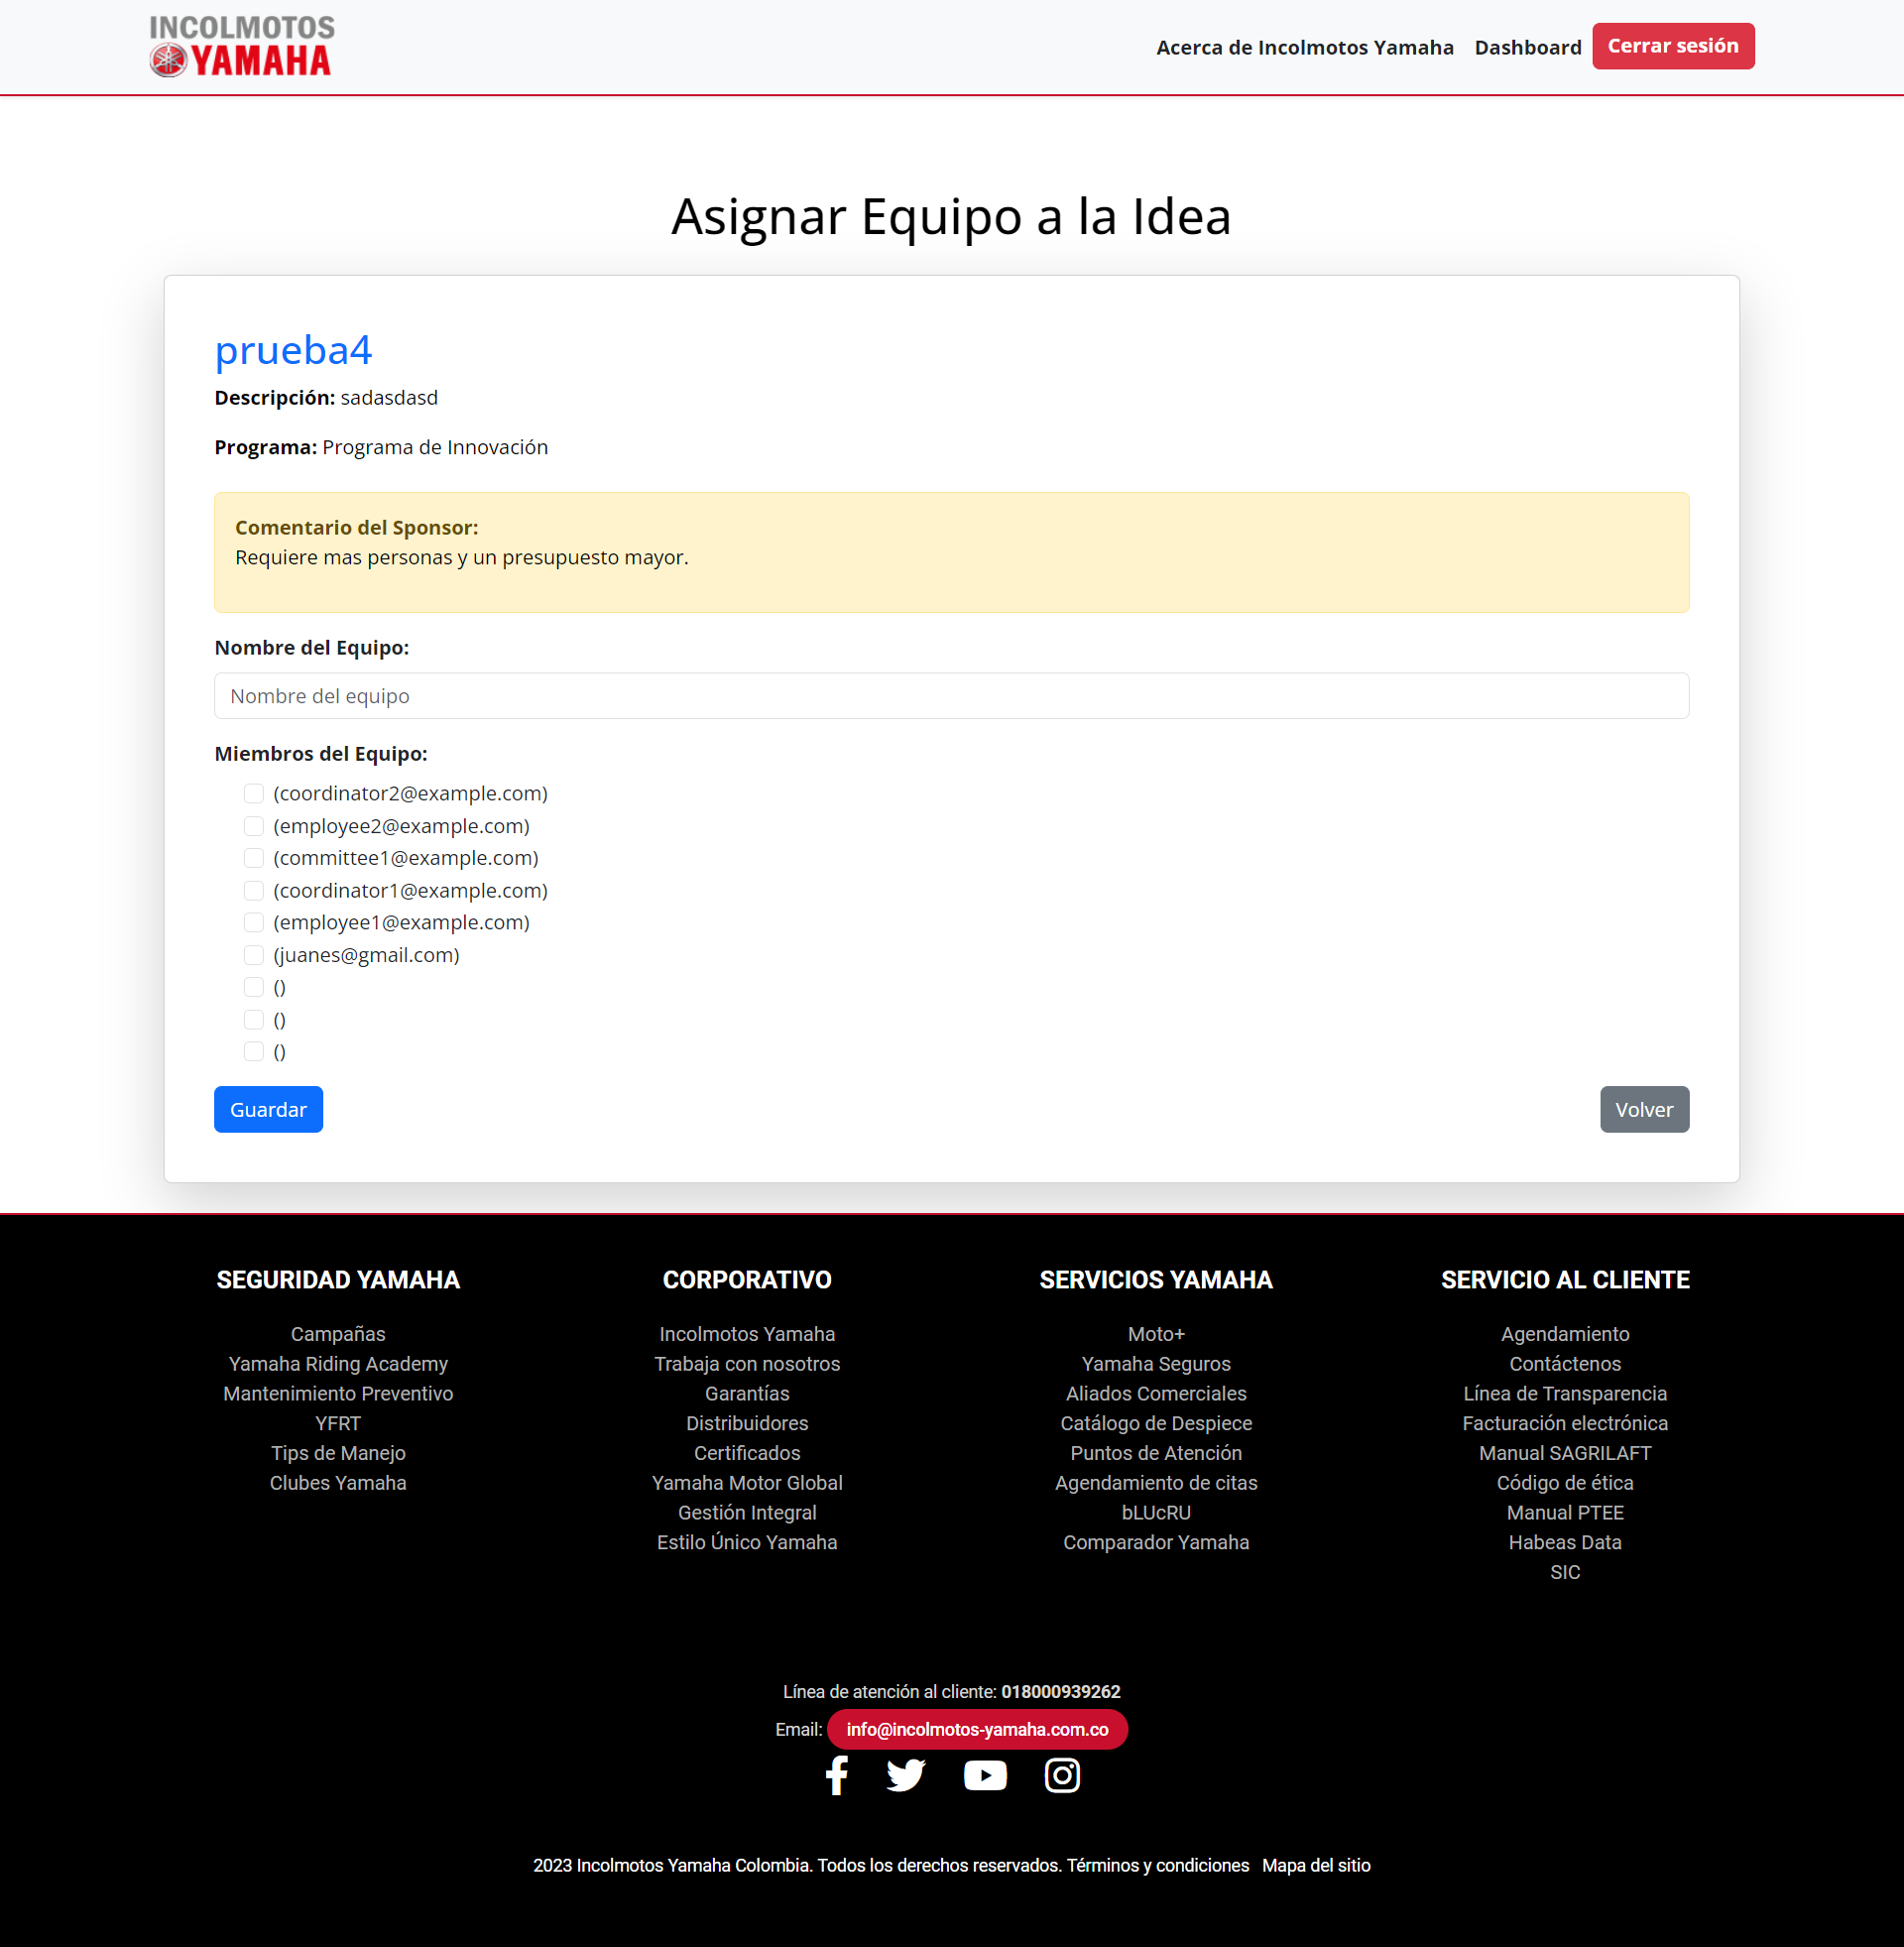 INCOLMOTOS
YAMAHA
Acerca de Incolmotos Yamaha Dashboard Cerrar sesión
Asignar Equipo a la Idea
prueba4
Descripción: sadasdasd
Programa: Programa de Innovación
Comentario del Sponsor:
Requiere mas personas y un presupuesto mayor.
Nombre del Equipo:
Nombre del equipo
Miembros del Equipo:
(coordinator2@example.com)
(employee2@example.com)
(committee1@example.com)
(coordinator1@example.com)
(employee1@example.com)
(juanes@gmail.com)
()
()
()
Guardar Volver
SEGURIDAD YAMAHA
Campañas
Yamaha Riding Academy
Mantenimiento Preventivo
YFRT
Tips de Manejo
Clubes Yamaha
CORPORATIVO
Incolmotos Yamaha
Trabaja con nosotros
Garantías
Distribuidores
Certificados
Yamaha Motor Global
Gestión Integral
Estilo Único Yamaha
SERVICIOS YAMAHA
Moto+
Yamaha Seguros
Aliados Comerciales
Catálogo de Despiece
Puntos de Atención
Agendamiento de citas
bLUcRU
Comparador Yamaha
SERVICIO AL CLIENTE
Agendamiento
Contáctenos
Línea de Transparencia
Facturación electrónica
Manual SAGRILAFT
Código de ética
Manual PTEE
Habeas Data
SIC
Línea de atención al cliente: 018000939262
Email: info@incolmotos-yamaha.com.co
2023 Incolmotos Yamaha Colombia. Todos los derechos reservados. Términos y condiciones Mapa del sitio